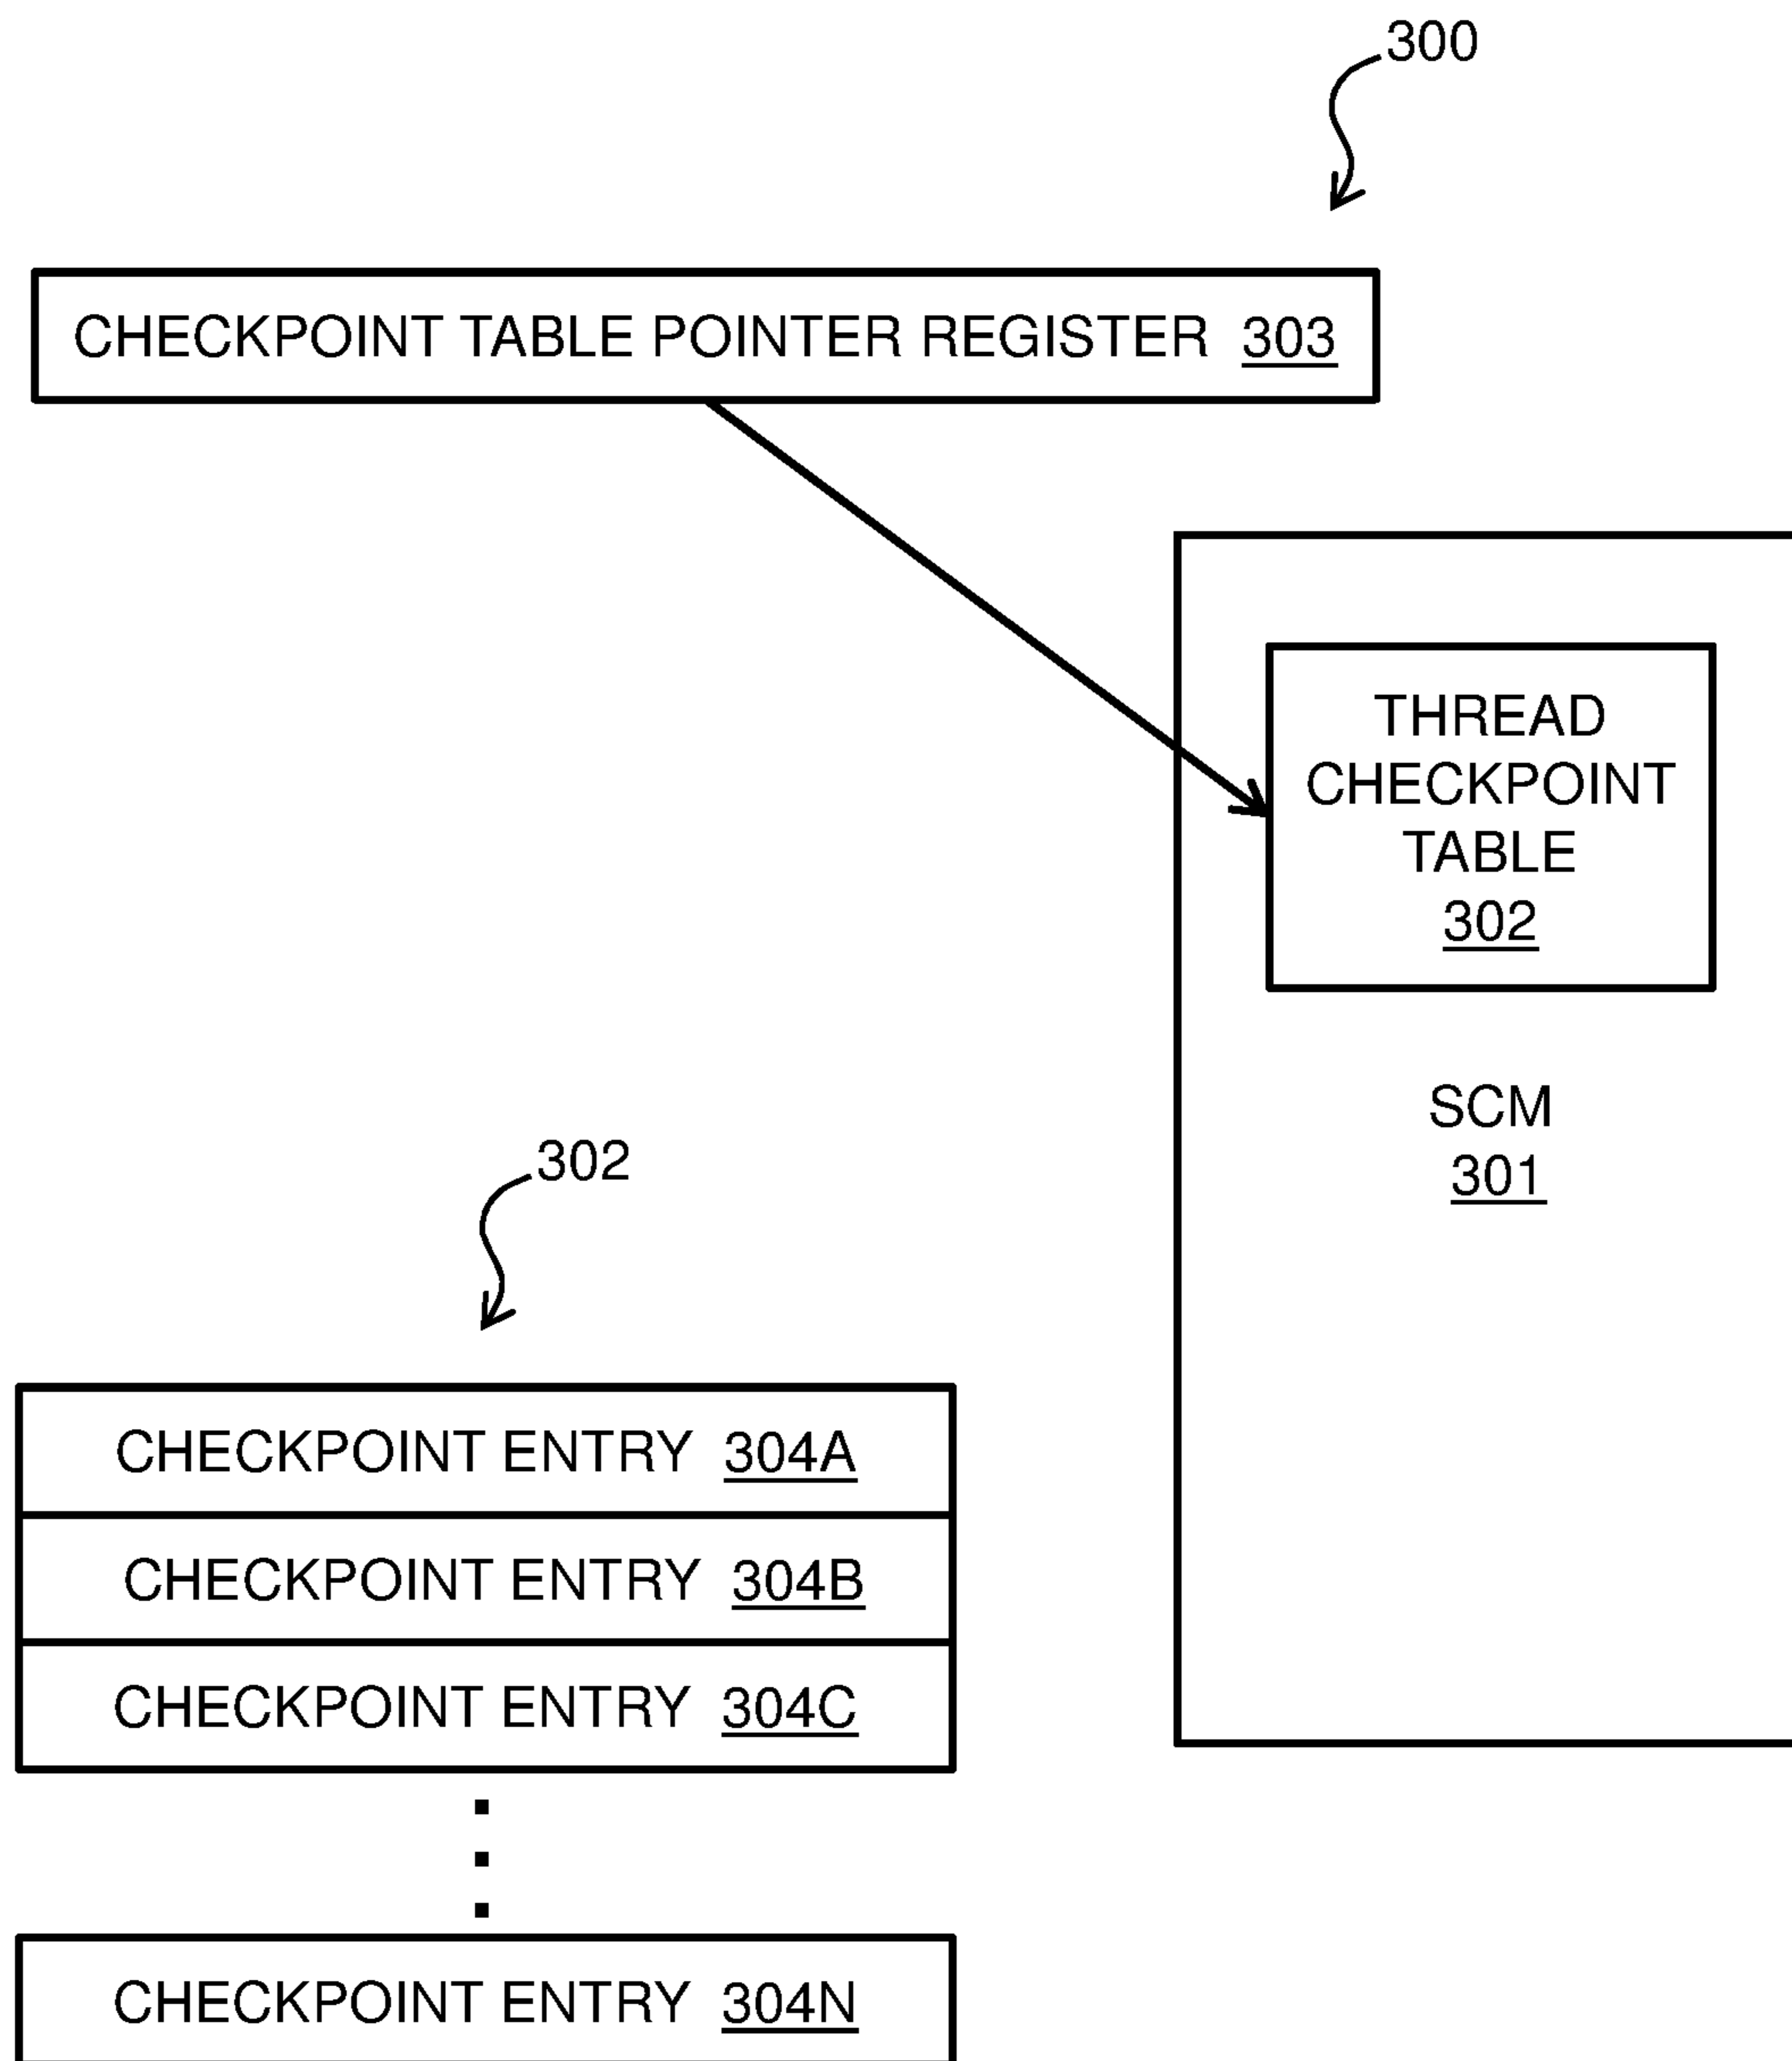 300
CHECKPOINT TABLE POINTER REGISTER 303
THREAD
CHECKPOINT
TABLE
302
SCM
301
302
CHECKPOINT ENTRY 304A
CHECKPOINT ENTRY 304B
CHECKPOINT ENTRY 304C
CHECKPOINT ENTRY 304N